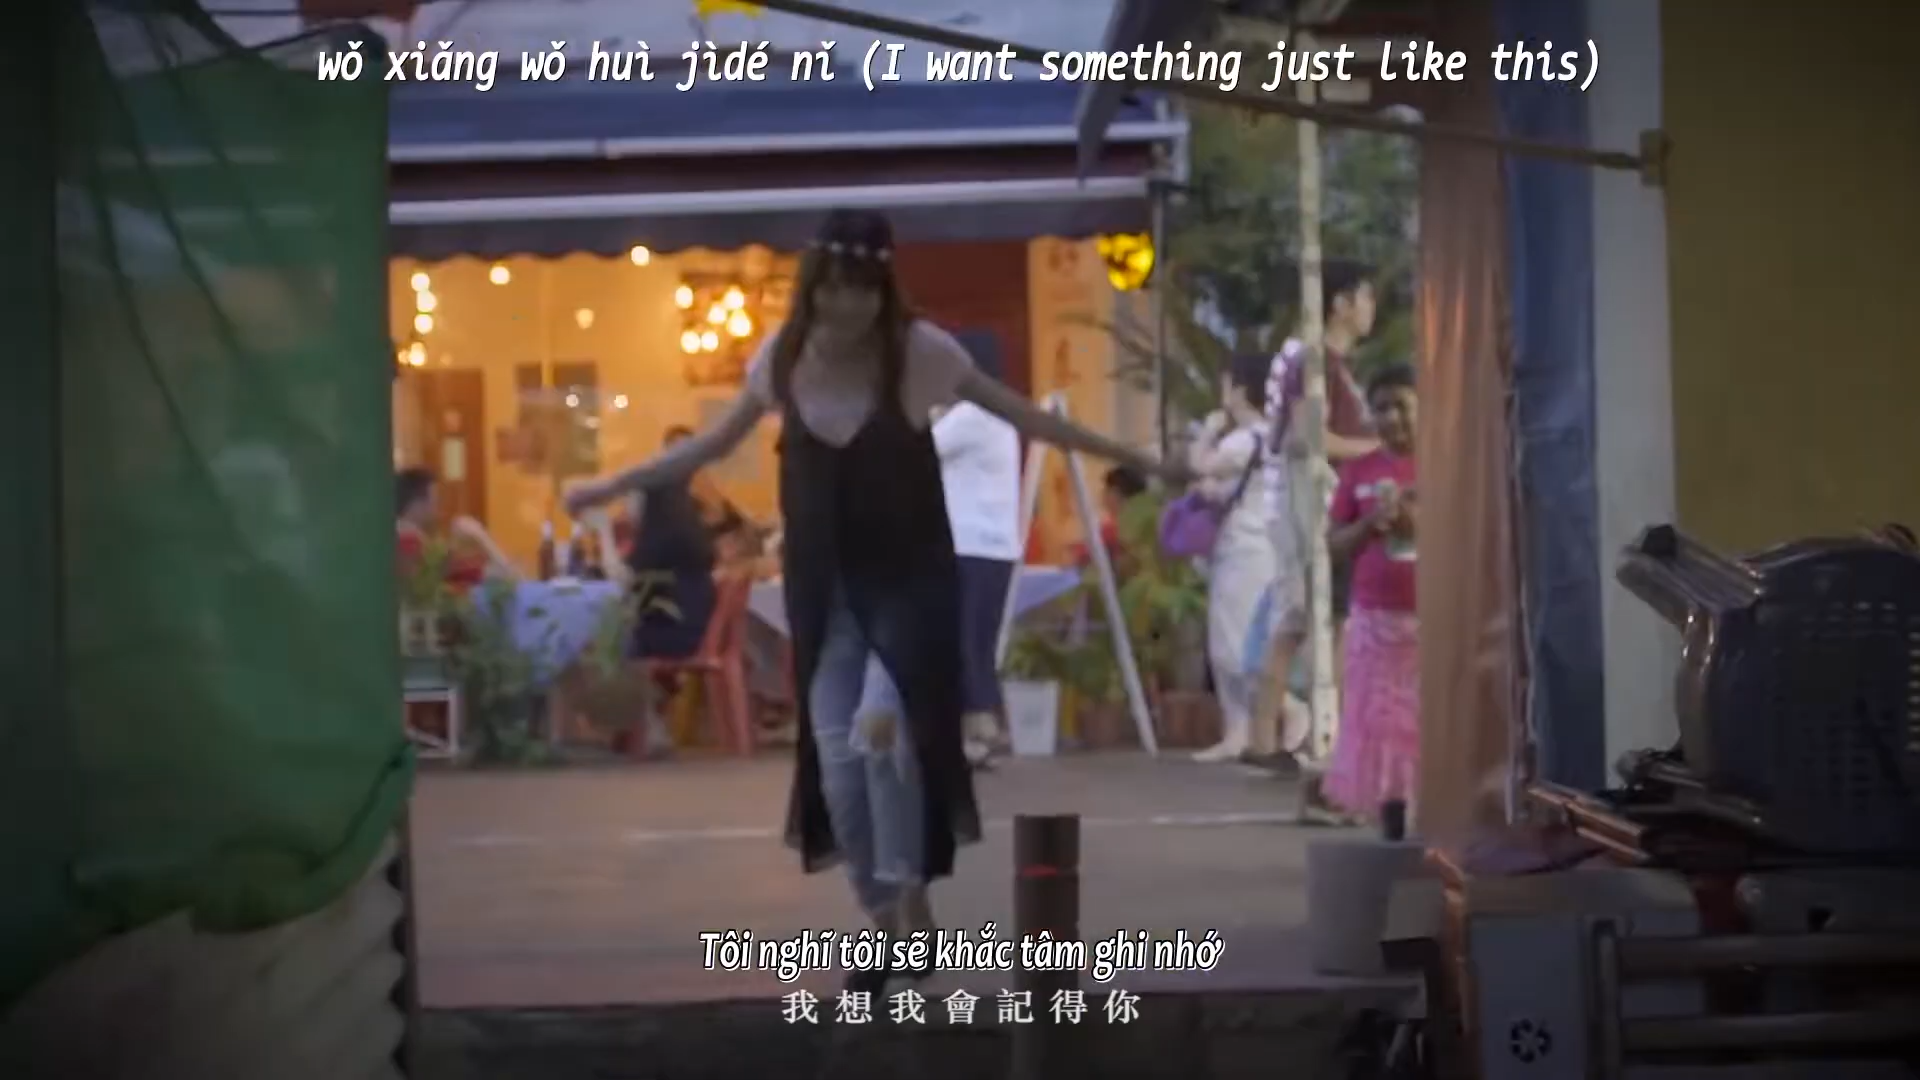 wǒ xiǎng wǒ huì jìdé nǐ (I want something just like this)
Tôi nghĩ tôi sẽ khắc tâm ghi nhớ
我想我會記得你